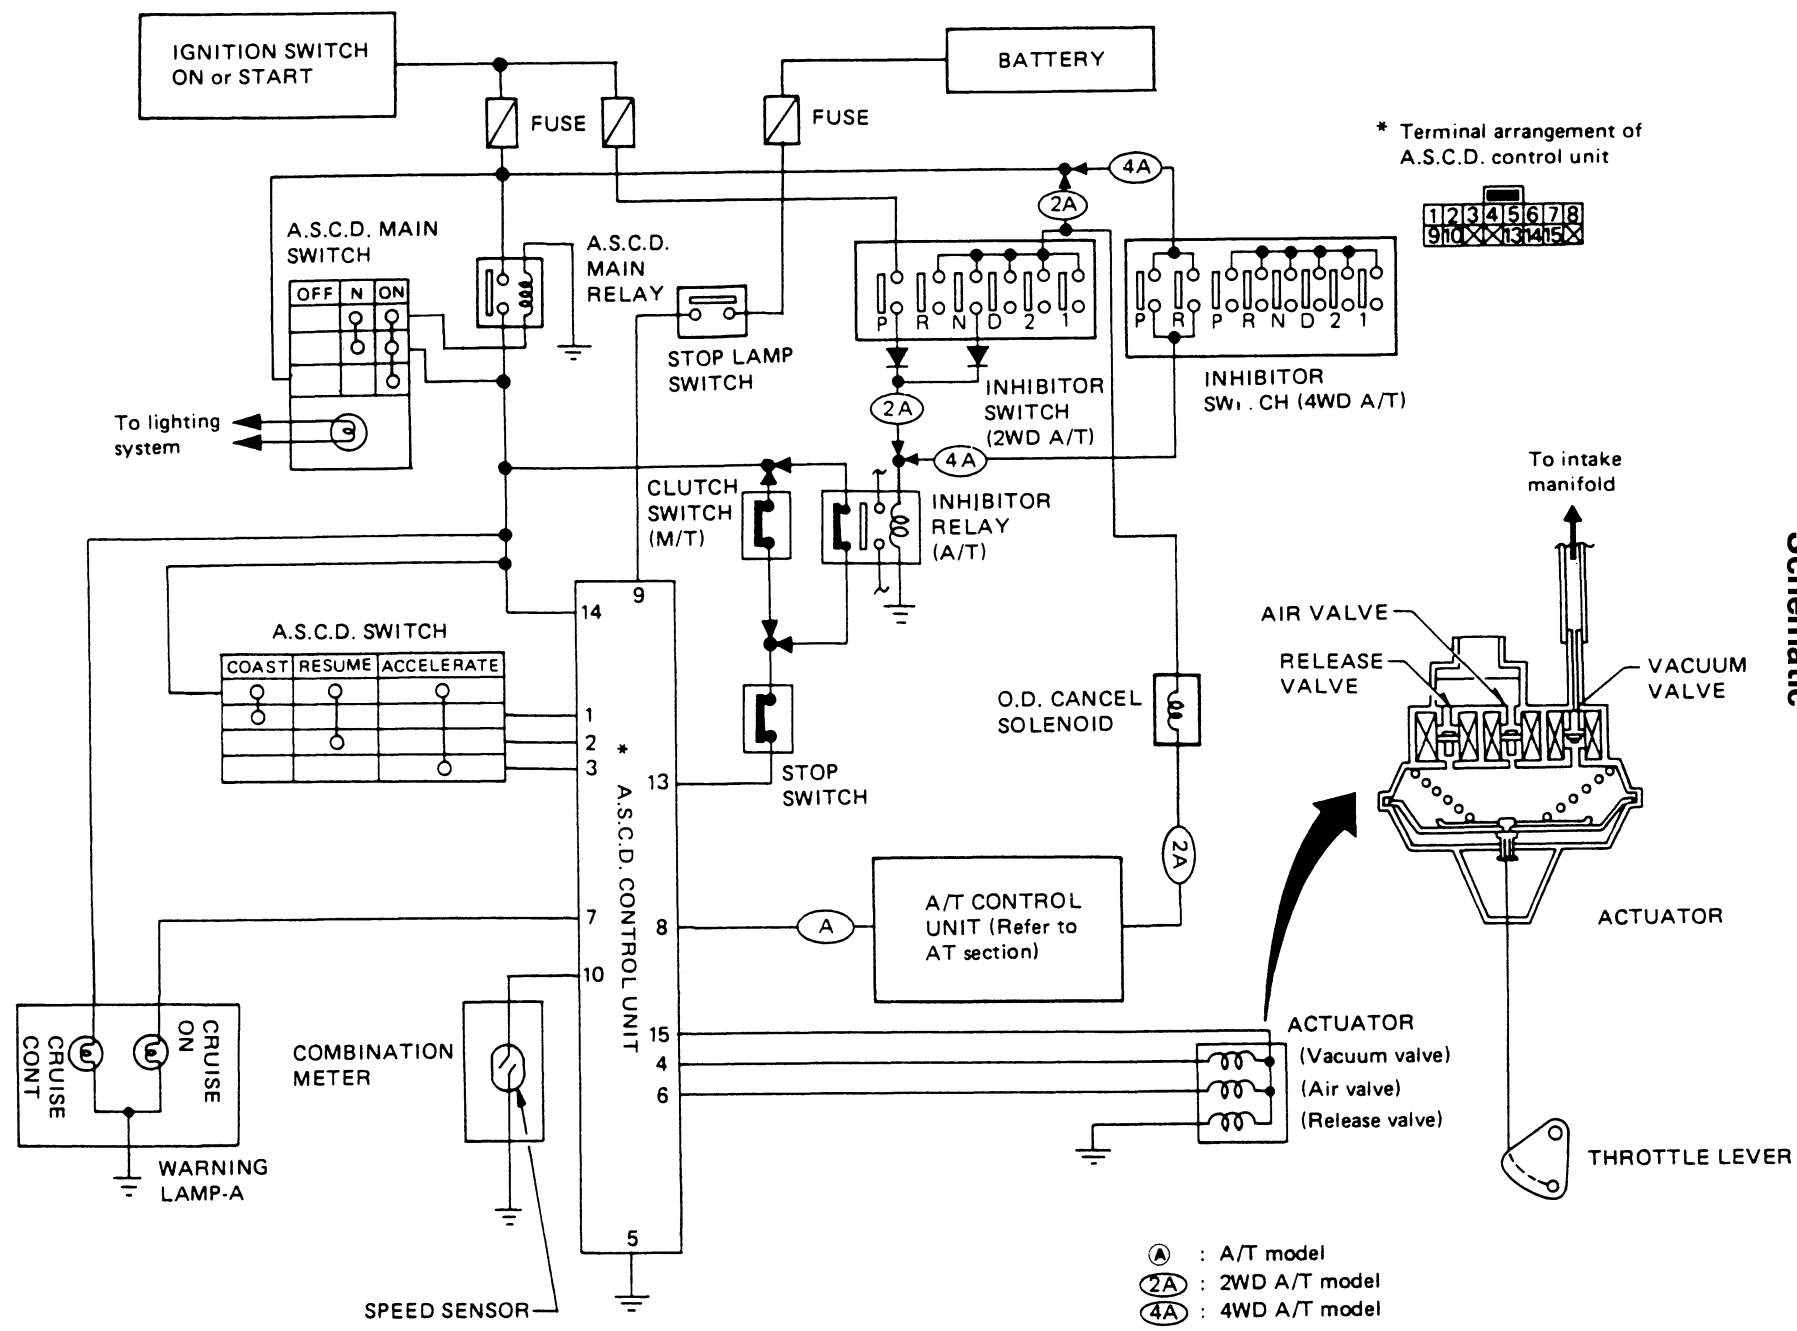 IGNITION SWITCH
ON or START
BATTERY
FUSE
FUSE
* Terminal arrangement of
A.S.C.D. control unit
1 2 3 4 5 6 7 8
9 10 13 14 15
4A
2A
A.S.C.D. MAIN
SWITCH
OFF N ON
A.S.C.D.
MAIN
RELAY
STOP LAMP
SWITCH
P R N D 2 1
P R P R N D 2 1
INHIBITOR
SWITCH
(2WD A/T)
INHIBITOR
CH (4WD A/T)
2A
4A
To lighting
system
CLUTCH
SWITCH
(M/T)
INHIBITOR
RELAY
(A/T)
To intake
manifold
AIR VALVE
RELEASE
VALVE
VACUUM
VALVE
ACTUATOR
THROTTLE LEVER
A.S.C.D. SWITCH
COAST RESUME ACCELERATE
9
14
1
2
3
13
7
8
10
15
4
6
5
* A.S.C.D. CONTROL UNIT
STOP
SWITCH
O.D. CANCEL
SOLENOID
2A
A
A/T CONTROL
UNIT (Refer to
AT section)
CRUISE
CONT
CRUISE
ON
WARNING
LAMP-A
COMBINATION
METER
SPEED SENSOR
ACTUATOR
(Vacuum valve)
(Air valve)
(Release valve)
A : A/T model
2A : 2WD A/T model
4A : 4WD A/T model